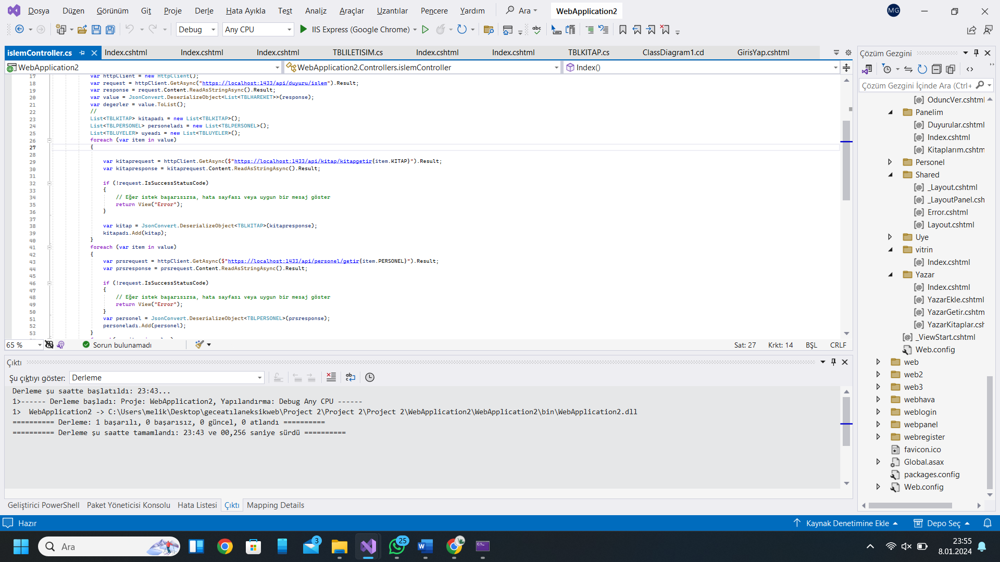 Dosya Düzen Görünüm Git Proje Derle Hata Ayıkla Test Analiz Araçlar Uzantılar Pencere Yardım Ara WebApplication2 MG
Debug Any CPU IIS Express (Google Chrome)
islemController.cs Index.cshtml Index.cshtml Index.cshtml TBLILETISIM.cs Index.cshtml Index.cshtml TBLKITAP.cs ClassDiagram1.cd GirisYap.cshtml
WebApplication2 WebApplication2.Controllers.islemController Index()
17 var httpClient = new HttpClient();
18 var request = httpClient.GetAsync("https://localhost:1433/api/duyuru/islem").Result;
19 var response = request.Content.ReadAsStringAsync().Result;
20 var value = JsonConvert.DeserializeObject<List<TBLHAREKET>>(response);
21 var degerler = value.ToList();
22 //
23 List<TBLKITAP> kitapadı = new List<TBLKITAP>();
24 List<TBLPERSONEL> personeladı = new List<TBLPERSONEL>();
25 List<TBLUYELER> uyeadı = new List<TBLUYELER>();
26 foreach (var item in value)
27 {
28
29 var kitaprequest = httpClient.GetAsync($"https://localhost:1433/api/kitap/kitapgetir{item.KITAP}").Result;
30 var kitapresponse = kitaprequest.Content.ReadAsStringAsync().Result;
31
32 if (!request.IsSuccessStatusCode)
33 {
34 // Eğer istek başarısızsa, hata sayfası veya uygun bir mesaj göster
35 return View("Error");
36 }
37
38 var kitap = JsonConvert.DeserializeObject<TBLKITAP>(kitapresponse);
39 kitapadı.Add(kitap);
40 }
41 foreach (var item in value)
42 {
43 var prsrequest = httpClient.GetAsync($"https://localhost:1433/api/personel/getir{item.PERSONEL}").Result;
44 var prsresponse = prsrequest.Content.ReadAsStringAsync().Result;
45
46 if (!request.IsSuccessStatusCode)
47 {
48 // Eğer istek başarısızsa, hata sayfası veya uygun bir mesaj göster
49 return View("Error");
50 }
51 var personel = JsonConvert.DeserializeObject<TBLPERSONEL>(prsresponse);
52 personeladı.Add(personel);
53 }
65 % Sorun bulunamadı Sat: 27 Krkt: 14 BŞL CRLF
Çıktı
Şu çıktıyı göster: Derleme
Derleme şu saatte başlatıldı: 23:43...
1>------ Derleme başladı: Proje: WebApplication2, Yapılandırma: Debug Any CPU ------
1> WebApplication2 -> C:\Users\melik\Desktop\geceatılaneksikweb\Project 2\Project 2\Project 2\WebApplication2\WebApplication2\bin\WebApplication2.dll
========== Derleme: 1 başarılı, 0 başarısız, 0 güncel, 0 atlandı ==========
========== Derleme şu saatte tamamlandı: 23:43 ve 00,256 saniye sürdü ==========
Geliştirici PowerShell Paket Yöneticisi Konsolu Hata Listesi Çıktı Mapping Details
Çözüm Gezgini
Çözüm Gezgini İçinde Ara (Ctrl+
OduncVer.cshtml
Panelim
Duyurular.cshtml
Index.cshtml
Kitaplarım.cshtm
Personel
Shared
_Layout.cshtml
_LayoutPanel.csh
Error.cshtml
Layout.cshtml
Uye
vitrin
Index.cshtml
Yazar
Index.cshtml
YazarEkle.cshtml
YazarGetir.cshtm
YazarKitaplar.csh
_ViewStart.cshtml
Web.config
web
web2
web3
webhava
weblogin
webpanel
webregister
favicon.ico
Global.asax
packages.config
Web.config
Hazır Kaynak Denetimine Ekle Depo Seç
Ara 3 25 23:55
8.01.2024